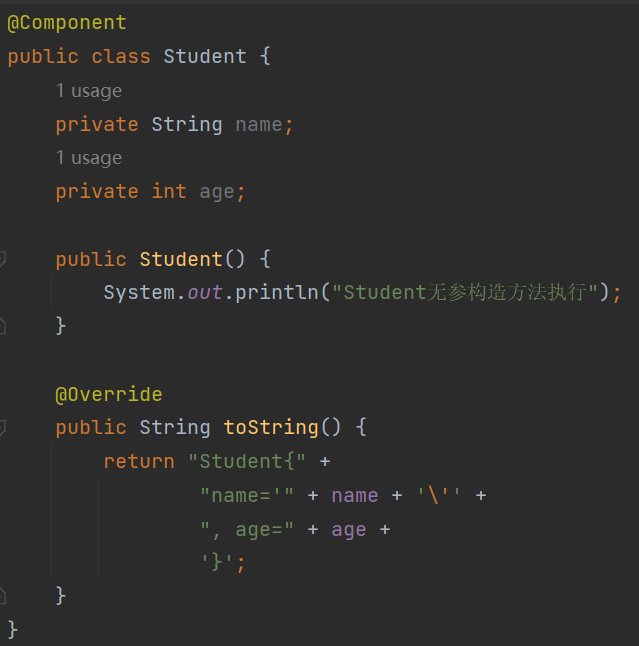 @Component
public class Student {
1 usage
private String name;
1 usage
private int age;
public Student() {
System.out.println("Student无参构造方法执行");
}
@Override
public String toString() {
return "Student{" +
"name='" + name + '\'' +
", age=" + age +
'}';
}
}